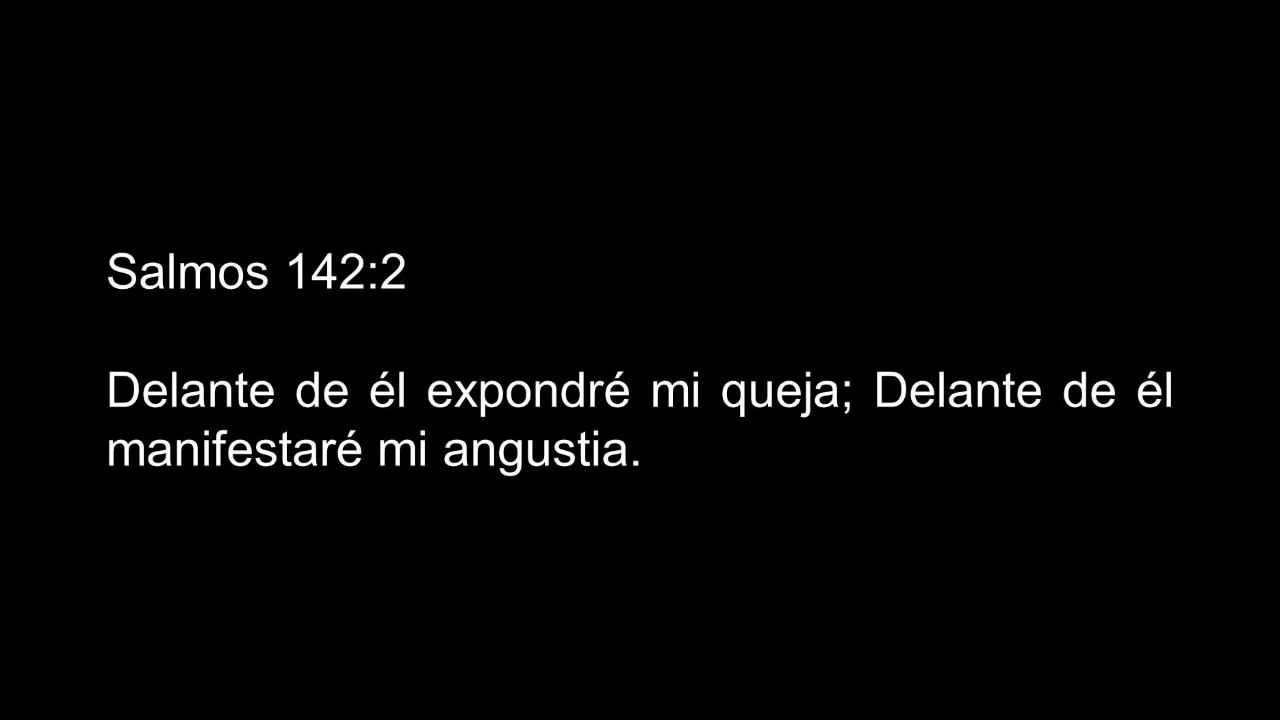 Salmos 142:2
Delante de él expondré mi queja; Delante de él
manifestaré mi angustia.